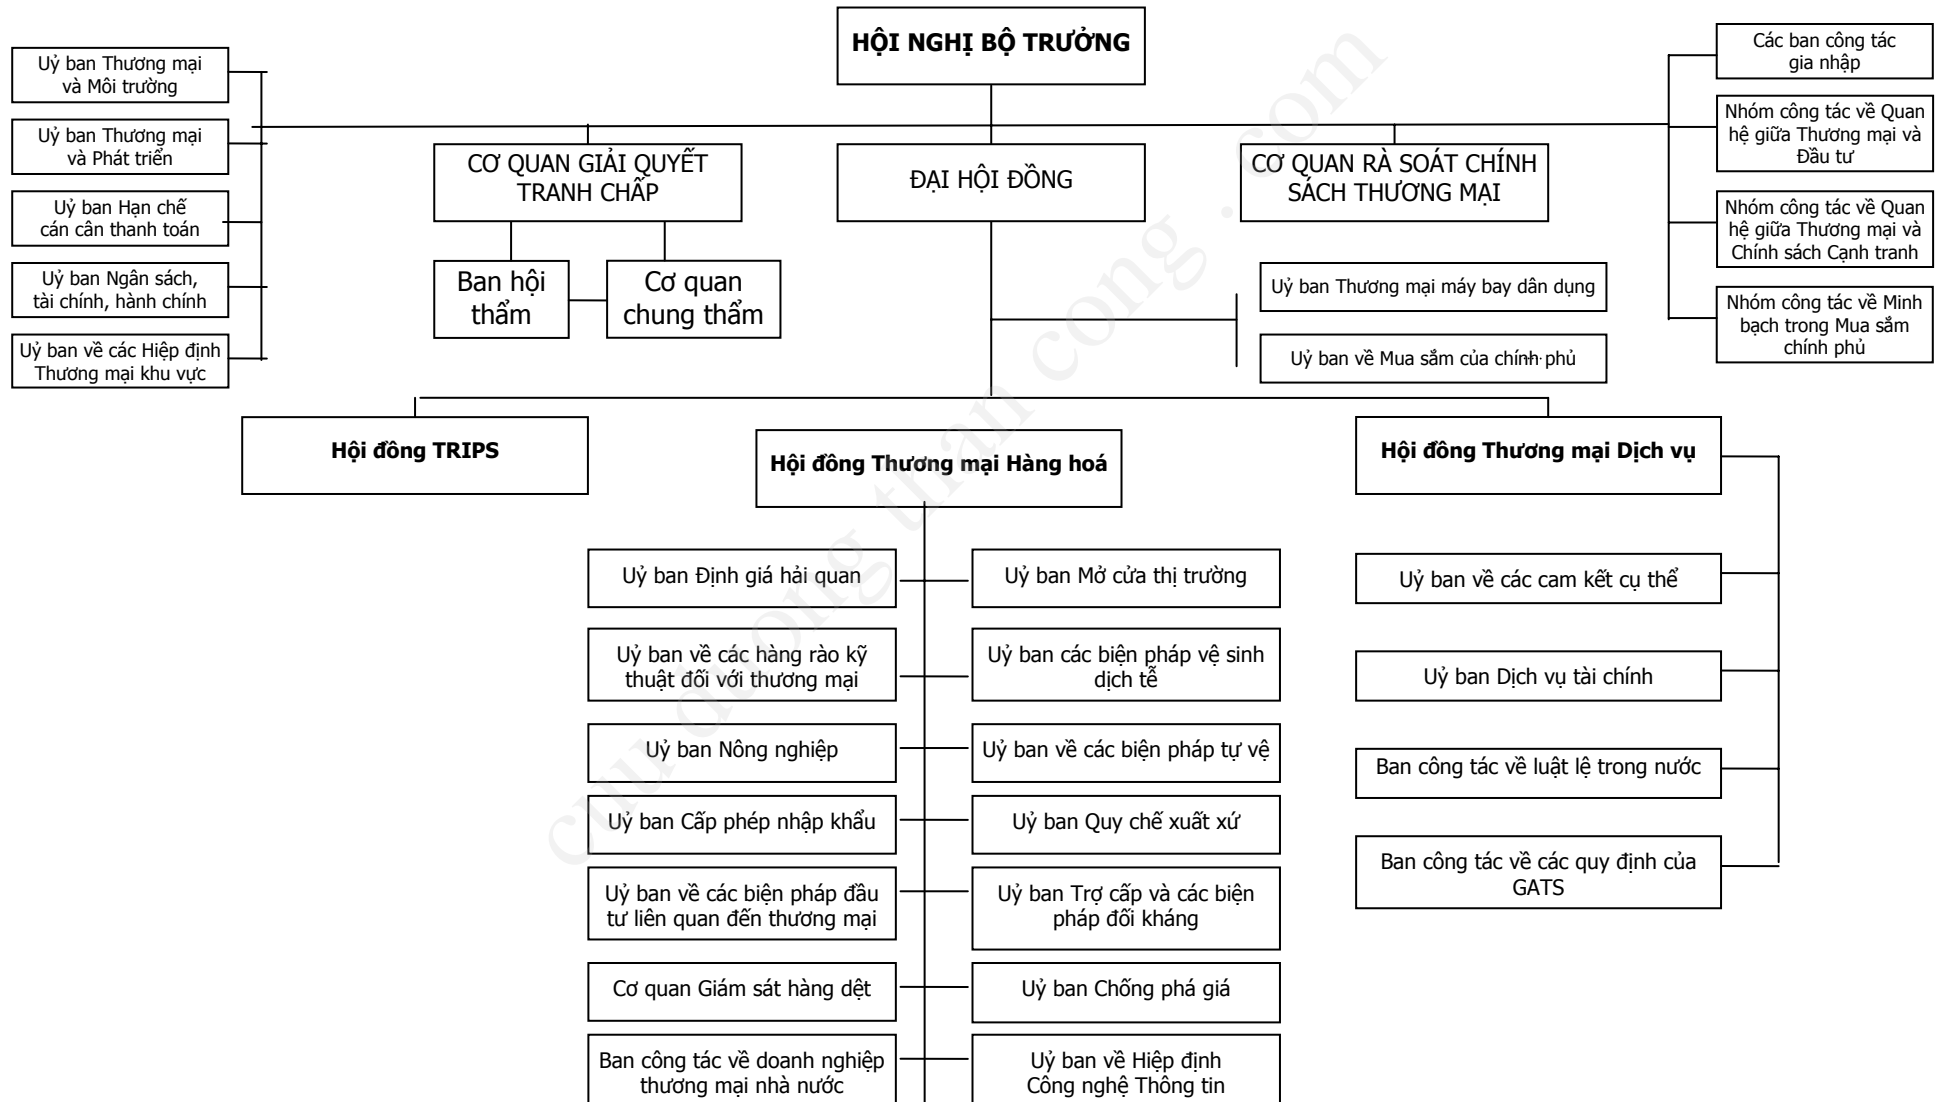 HỘI NGHỊ BỘ TRƯỞNG
Uỷ ban Thương mại
và Môi trường
Uỷ ban Thương mại
và Phát triển
Uỷ ban Hạn chế
cán cân thanh toán
Uỷ ban Ngân sách,
tài chính, hành chính
Uỷ ban về các Hiệp định
Thương mại khu vực
CƠ QUAN GIẢI QUYẾT
TRANH CHẤP
ĐẠI HỘI ĐỒNG
CƠ QUAN RÀ SOÁT CHÍNH
SÁCH THƯƠNG MẠI
Các ban công tác
gia nhập
Nhóm công tác về Quan
hệ giữa Thương mại và
Đầu tư
Nhóm công tác về Quan
hệ giữa Thương mại và
Chính sách Cạnh tranh
Nhóm công tác về Minh
bạch trong Mua sắm
chính phủ
Ban hội
thẩm
Cơ quan
chung thẩm
Uỷ ban Thương mại máy bay dân dụng
Uỷ ban về Mua sắm của chính phủ
Hội đồng TRIPS
Hội đồng Thương mại Hàng hoá
Hội đồng Thương mại Dịch vụ
Uỷ ban Định giá hải quan
Uỷ ban Mở cửa thị trường
Uỷ ban về các hàng rào kỹ
thuật đối với thương mại
Uỷ ban các biện pháp vệ sinh
dịch tễ
Uỷ ban Nông nghiệp
Uỷ ban về các biện pháp tự vệ
Uỷ ban Cấp phép nhập khẩu
Uỷ ban Quy chế xuất xứ
Uỷ ban về các biện pháp đầu
tư liên quan đến thương mại
Uỷ ban Trợ cấp và các biện
pháp đối kháng
Cơ quan Giám sát hàng dệt
Uỷ ban Chống phá giá
Ban công tác về doanh nghiệp
thương mại nhà nước
Uỷ ban về Hiệp định
Công nghệ Thông tin
Uỷ ban về các cam kết cụ thể
Uỷ ban Dịch vụ tài chính
Ban công tác về luật lệ trong nước
Ban công tác về các quy định của
GATS
cuu duong than cong . com